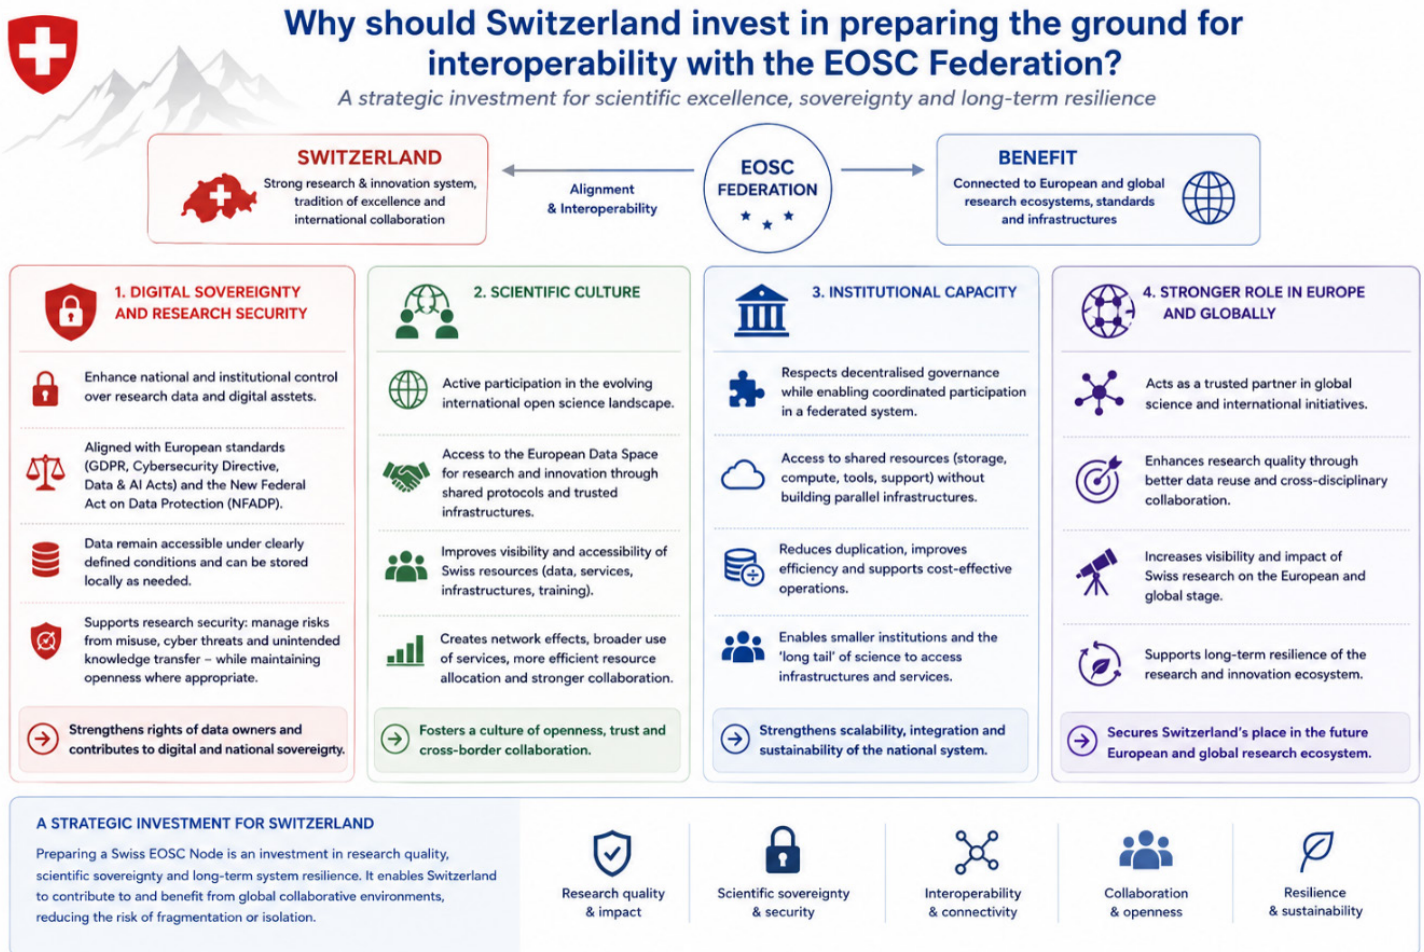 Why should Switzerland invest in preparing the ground for
interoperability with the EOSC Federation?
A strategic investment for scientific excellence, sovereignty and long-term resilience
SWITZERLAND
Strong research & innovation system,
tradition of excellence and
international collaboration
Alignment
& Interoperability
EOSC
FEDERATION
BENEFIT
Connected to European and global
research ecosystems, standards
and infrastructures
1. DIGITAL SOVEREIGNTY
AND RESEARCH SECURITY
Enhance national and institutional control
over research data and digital asstets.
Aligned with European standards
(GDPR, Cybersecurity Directive,
Data & AI Acts) and the New Federal
Act on Data Protection (NFADP).
Data remain accessible under clearly
defined conditions and can be stored
locally as needed.
Supports research security: manage risks
from misuse, cyber threats and unintended
knowledge transfer – while maintaining
openness where appropriate.
Strengthens rights of data owners and
contributes to digital and national sovereignty.
2. SCIENTIFIC CULTURE
Active participation in the evolving
international open science landscape.
Access to the European Data Space
for research and innovation through
shared protocols and trusted
infrastructures.
Improves visibility and accessibility of
Swiss resources (data, services,
infrastructures, training).
Creates network effects, broader use
of services, more efficient resource
allocation and stronger collaboration.
Fosters a culture of openness, trust and
cross-border collaboration.
3. INSTITUTIONAL CAPACITY
Respects decentralised governance
while enabling coordinated participation
in a federated system.
Access to shared resources (storage,
compute, tools, support) without
building parallel infrastructures.
Reduces duplication, improves
efficiency and supports cost-effective
operations.
Enables smaller institutions and the
‘long tail’ of science to access
infrastructures and services.
Strengthens scalability, integration and
sustainability of the national system.
4. STRONGER ROLE IN EUROPE
AND GLOBALLY
Acts as a trusted partner in global
science and international initiatives.
Enhances research quality through
better data reuse and cross-disciplinary
collaboration.
Increases visibility and impact of
Swiss research on the European and
global stage.
Supports long-term resilience of the
research and innovation ecosystem.
Secures Switzerland's place in the future
European and global research ecosystem.
A STRATEGIC INVESTMENT FOR SWITZERLAND
Preparing a Swiss EOSC Node is an investment in research quality,
scientific sovereignty and long-term system resilience. It enables Switzerland
to contribute to and benefit from global collaborative environments,
reducing the risk of fragmentation or isolation.
Research quality
& impact
Scientific sovereignty
& security
Interoperability
& connectivity
Collaboration
& openness
Resilience
& sustainability